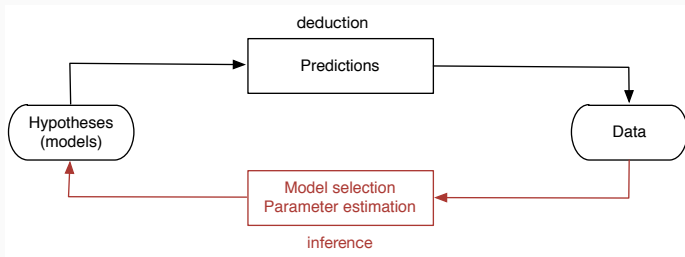 deduction
Predictions
Hypotheses
(models)
Data
Model selection
Parameter estimation
inference